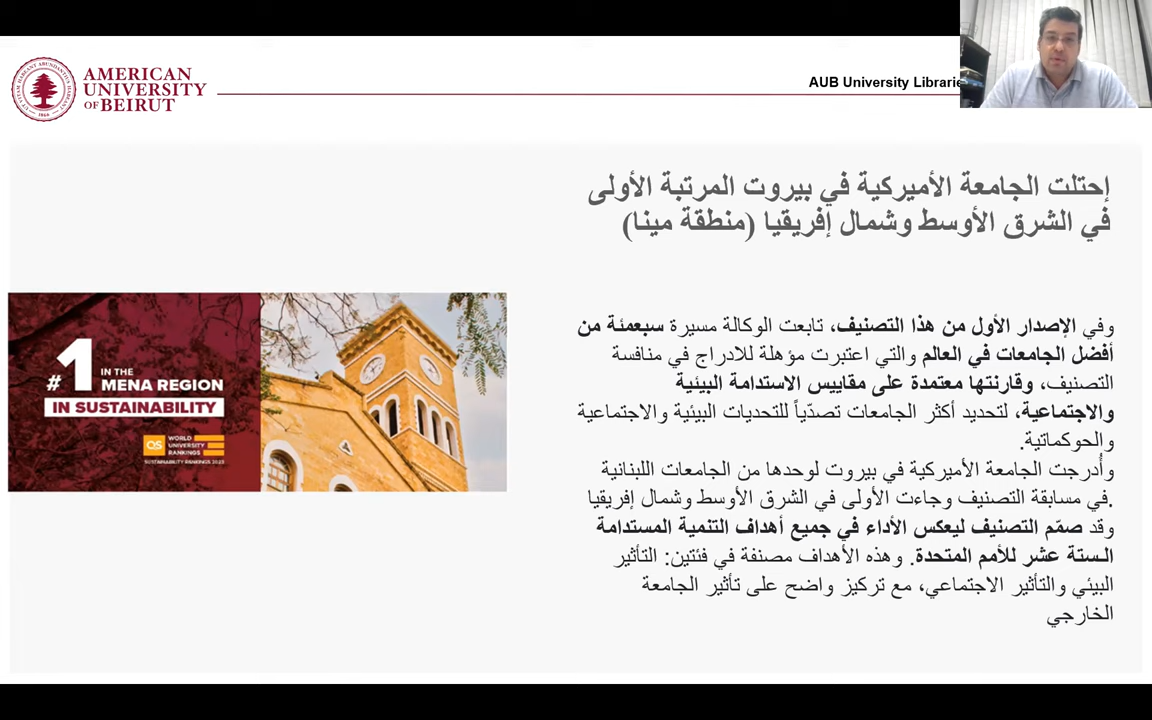 AMERICAN
UNIVERSITY
OF BEIRUT
AUB University Librarie
إحتلت الجامعة الأميركية في بيروت المرتبة الأولى
في الشرق الأوسط وشمال إفريقيا (منطقة مينا)
#1 IN THE
MENA REGION
IN SUSTAINABILITY
QS WORLD
UNIVERSITY
RANKINGS
SUSTAINABILITY RANKINGS 2023
وفي الإصدار الأول من هذا التصنيف، تابعت الوكالة مسيرة سبعمئة من
أفضل الجامعات في العالم والتي اعتبرت مؤهلة للادراج في منافسة
التصنيف، وقارنتها معتمدة على مقاييس الاستدامة البيئية
والاجتماعية، لتحديد أكثر الجامعات تصدّياً للتحديات البيئية والاجتماعية
والحوكماتية.
وأُدرجت الجامعة الأميركية في بيروت لوحدها من الجامعات اللبنانية
.في مسابقة التصنيف وجاءت الأولى في الشرق الأوسط وشمال إفريقيا
وقد صمّم التصنيف ليعكس الأداء في جميع أهداف التنمية المستدامة
الـستة عشر للأمم المتحدة. وهذه الأهداف مصنفة في فئتين: التأثير
البيئي والتأثير الاجتماعي، مع تركيز واضح على تأثير الجامعة
الخارجي